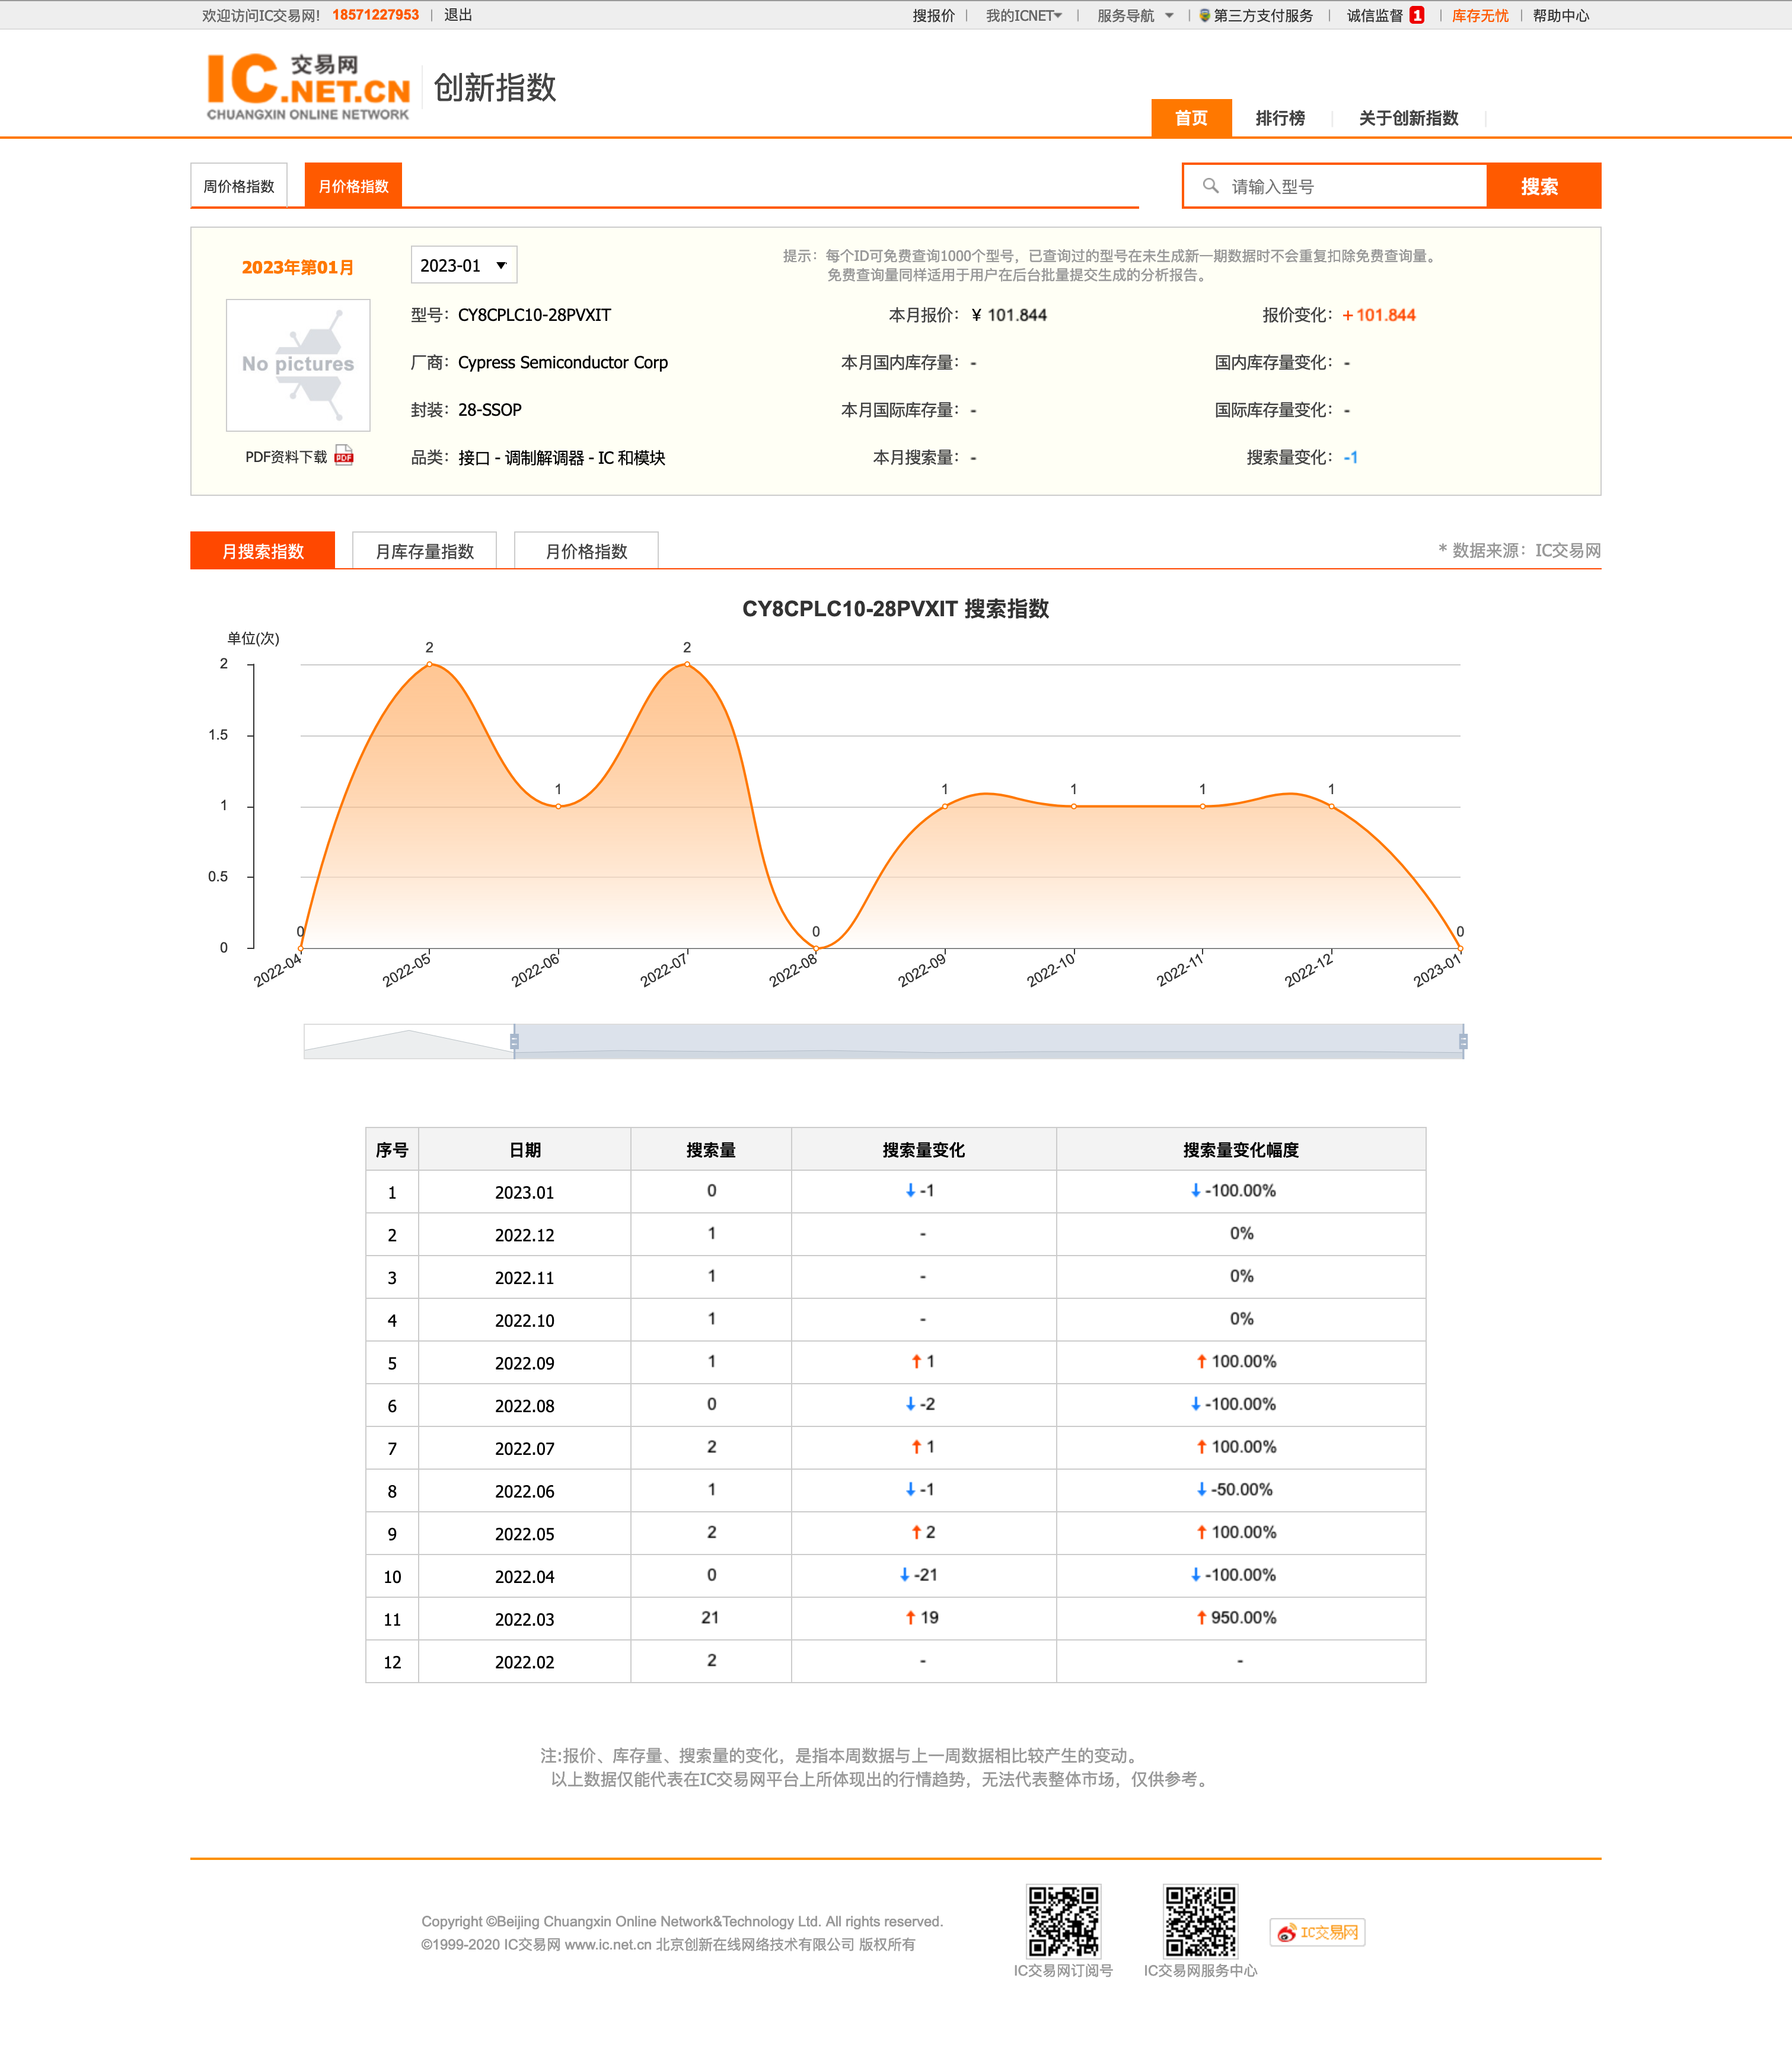 欢迎访问IC交易网! 18571227953 | 退出 搜报价 | 我的ICNET | 服务导航 | 第三方支付服务 | 诚信监督 1 | 库存无忧 | 帮助中心
IC.NET.CN 交易网 创新指数
CHUANGXIN ONLINE NETWORK
首页 排行榜 关于创新指数
周价格指数 月价格指数 请输入型号 搜索
2023年第01月 2023-01 提示：每个ID可免费查询1000个型号，已查询过的型号在未生成新一期数据时不会重复扣除免费查询量。
免费查询量同样适用于用户在后台批量提交生成的分析报告。
型号：CY8CPLC10-28PVXIT 本月报价：¥ 101.844 报价变化：+101.844
No pictures
厂商：Cypress Semiconductor Corp 本月国内库存量：- 国内库存量变化：-
封装：28-SSOP 本月国际库存量：- 国际库存量变化：-
PDF资料下载 PDF 品类：接口 - 调制解调器 - IC 和模块 本月搜索量：- 搜索量变化：-1
月搜索指数 月库存量指数 月价格指数 * 数据来源：IC交易网
CY8CPLC10-28PVXIT 搜索指数
单位(次)
2 2
2
1.5
1 1 1 1 1
1
0.5
0 0 0
0
2022-04 2022-05 2022-06 2022-07 2022-08 2022-09 2022-10 2022-11 2022-12 2023-01
序号 日期 搜索量 搜索量变化 搜索量变化幅度
1 2023.01 0 ↓-1 ↓-100.00%
2 2022.12 1 - 0%
3 2022.11 1 - 0%
4 2022.10 1 - 0%
5 2022.09 1 ↑1 ↑100.00%
6 2022.08 0 ↓-2 ↓-100.00%
7 2022.07 2 ↑1 ↑100.00%
8 2022.06 1 ↓-1 ↓-50.00%
9 2022.05 2 ↑2 ↑100.00%
10 2022.04 0 ↓-21 ↓-100.00%
11 2022.03 21 ↑19 ↑950.00%
12 2022.02 2 - -
注:报价、库存量、搜索量的变化，是指本周数据与上一周数据相比较产生的变动。
以上数据仅能代表在IC交易网平台上所体现出的行情趋势，无法代表整体市场，仅供参考。
Copyright ©Beijing Chuangxin Online Network&Technology Ltd. All rights reserved.
©1999-2020 IC交易网 www.ic.net.cn 北京创新在线网络技术有限公司 版权所有
IC交易网
IC交易网订阅号 IC交易网服务中心